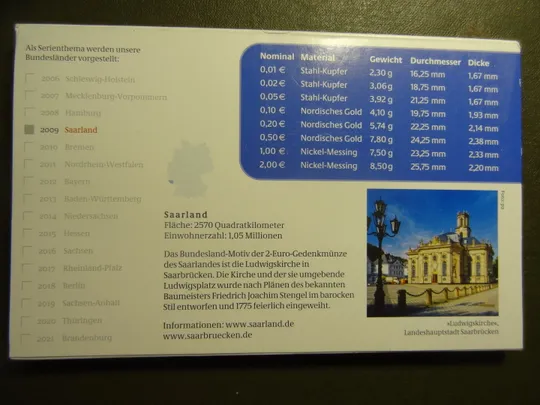 Als Serienthema werden unsere
Bundesländer vorgestellt:
2006 Schleswig-Holstein
2007 Mecklenburg-Vorpommern
2008 Hamburg
2009 Saarland
2010 Bremen
2011 Nordrhein-Westfalen
2012 Bayern
2013 Baden-Württemberg
2014 Niedersachsen
2015 Hessen
2016 Sachsen
2017 Rheinland-Pfalz
2018 Berlin
2019 Sachsen-Anhalt
2020 Thüringen
2021 Brandenburg
Nominal Material Gewicht Durchmesser Dicke
0,01 € Stahl-Kupfer 2,30 g 16,25 mm 1,67 mm
0,02 € Stahl-Kupfer 3,06 g 18,75 mm 1,67 mm
0,05 € Stahl-Kupfer 3,92 g 21,25 mm 1,67 mm
0,10 € Nordisches Gold 4,10 g 19,75 mm 1,93 mm
0,20 € Nordisches Gold 5,74 g 22,25 mm 2,14 mm
0,50 € Nordisches Gold 7,80 g 24,25 mm 2,38 mm
1,00 € Nickel-Messing 7,50 g 23,25 mm 2,33 mm
2,00 € Nickel-Messing 8,50 g 25,75 mm 2,20 mm
Saarland
Fläche: 2570 Quadratkilometer
Einwohnerzahl: 1,05 Millionen
Das Bundesland-Motiv der 2-Euro-Gedenkmünze
des Saarlandes ist die Ludwigskirche in
Saarbrücken. Die Kirche und der sie umgebende
Ludwigsplatz wurde nach Plänen des bekannten
Baumeisters Friedrich Joachim Stengel im barocken
Stil entworfen und 1775 feierlich eingeweiht.
Informationen: www.saarland.de
www.saarbruecken.de
»Ludwigskirche«,
Landeshauptstadt Saarbrücken